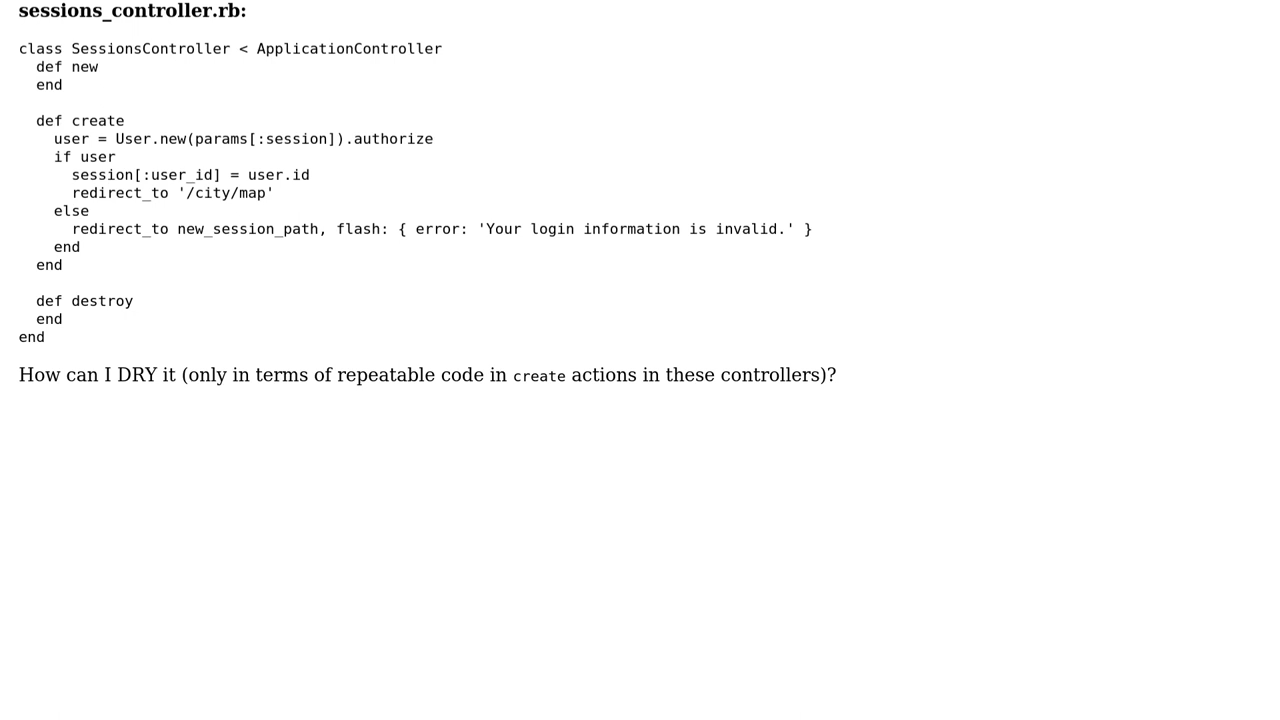 sessions_controller.rb:
class SessionsController < ApplicationController
  def new
  end

  def create
    user = User.new(params[:session]).authorize
    if user
      session[:user_id] = user.id
      redirect_to '/city/map'
    else
      redirect_to new_session_path, flash: { error: 'Your login information is invalid.' }
    end
  end

  def destroy
  end
end
How can I DRY it (only in terms of repeatable code in create actions in these controllers)?